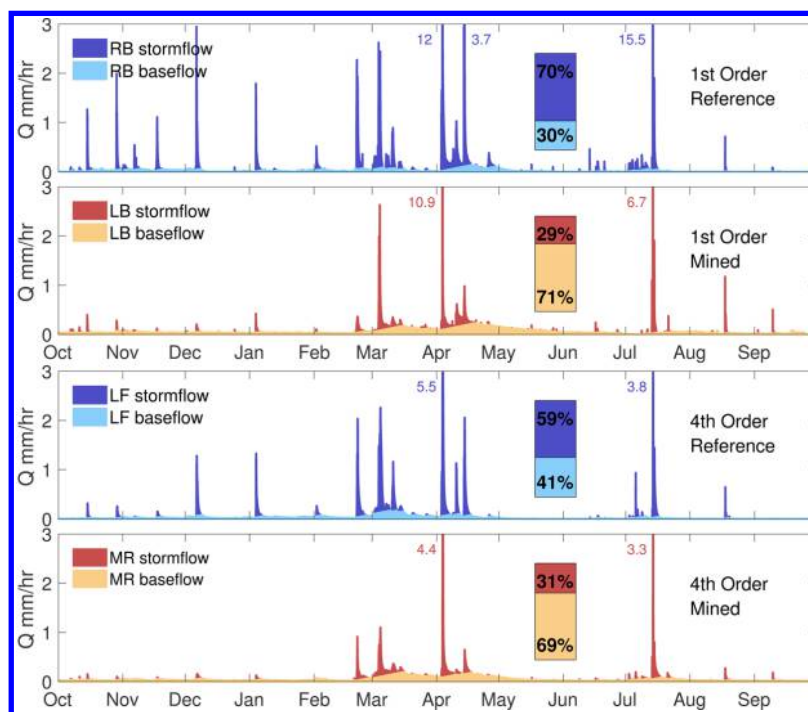 3
2
1
0
Q mm/hr
RB stormflow
RB baseflow
12
3.7
15.5
70%
30%
1st Order
Reference
3
2
1
0
Q mm/hr
LB stormflow
LB baseflow
10.9
6.7
29%
71%
1st Order
Mined
Oct Nov Dec Jan Feb Mar Apr May Jun Jul Aug Sep
3
2
1
0
Q mm/hr
LF stormflow
LF baseflow
5.5
3.8
59%
41%
4th Order
Reference
3
2
1
0
Q mm/hr
MR stormflow
MR baseflow
4.4
3.3
31%
69%
4th Order
Mined
Oct Nov Dec Jan Feb Mar Apr May Jun Jul Aug Sep